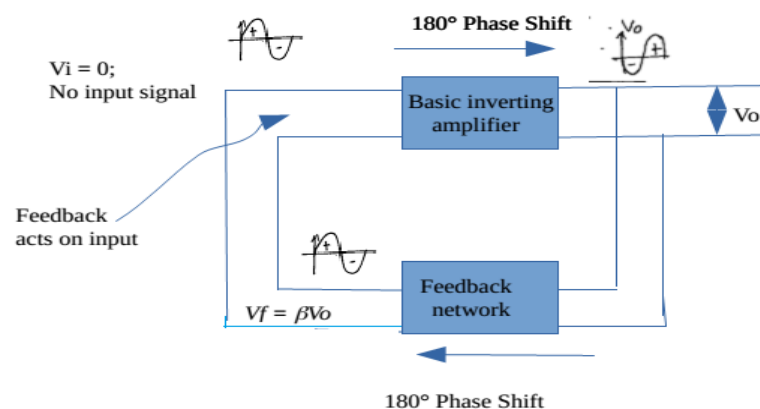 180° Phase Shift
Vo
+
-
-
+
Vi = 0;
No input signal
Basic inverting
amplifier
Vo
Feedback
acts on input
+
-
Feedback
network
Vf = βVo
180° Phase Shift